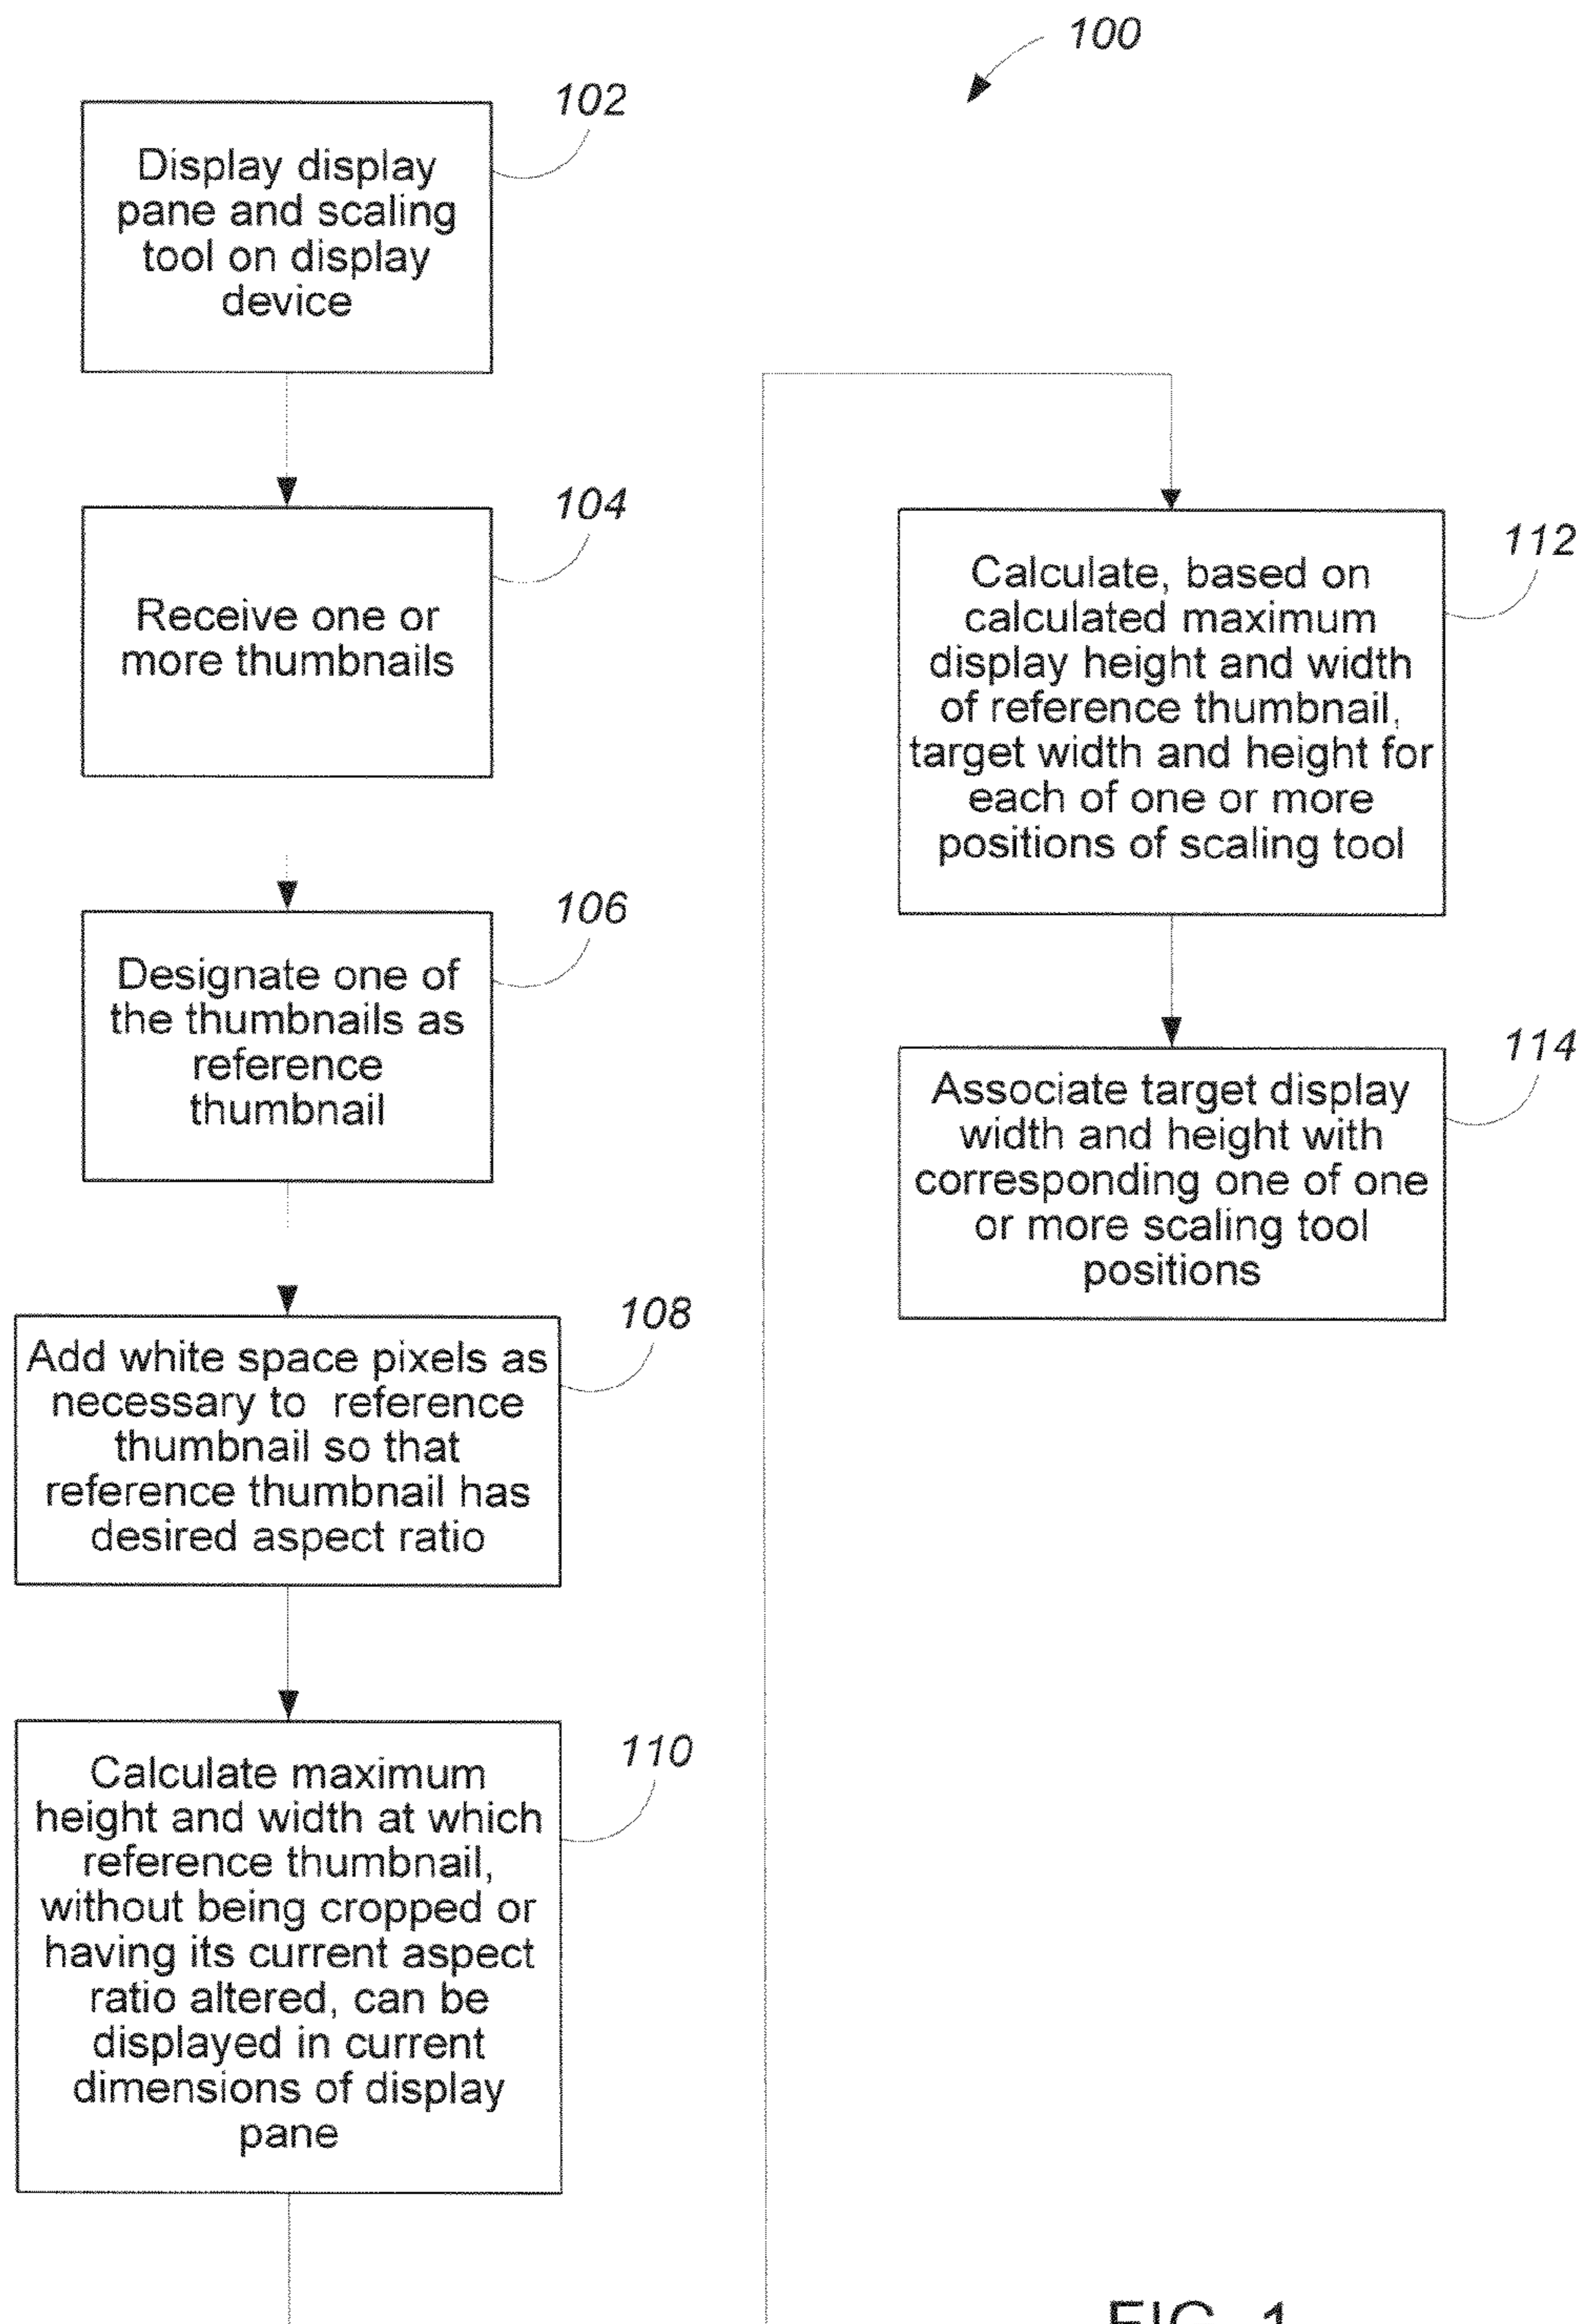 100
102
Display display
pane and scaling
tool on display
device
104
Receive one or
more thumbnails
106
Designate one of
the thumbnails as
reference
thumbnail
108
Add white space pixels as
necessary to reference
thumbnail so that
reference thumbnail has
desired aspect ratio
110
Calculate maximum
height and width at which
reference thumbnail,
without being cropped or
having its current aspect
ratio altered, can be
displayed in current
dimensions of display
pane
112
Calculate, based on
calculated maximum
display height and width
of reference thumbnail,
target width and height for
each of one or more
positions of scaling tool
114
Associate target display
width and height with
corresponding one of one
or more scaling tool
positions
FIG. 1